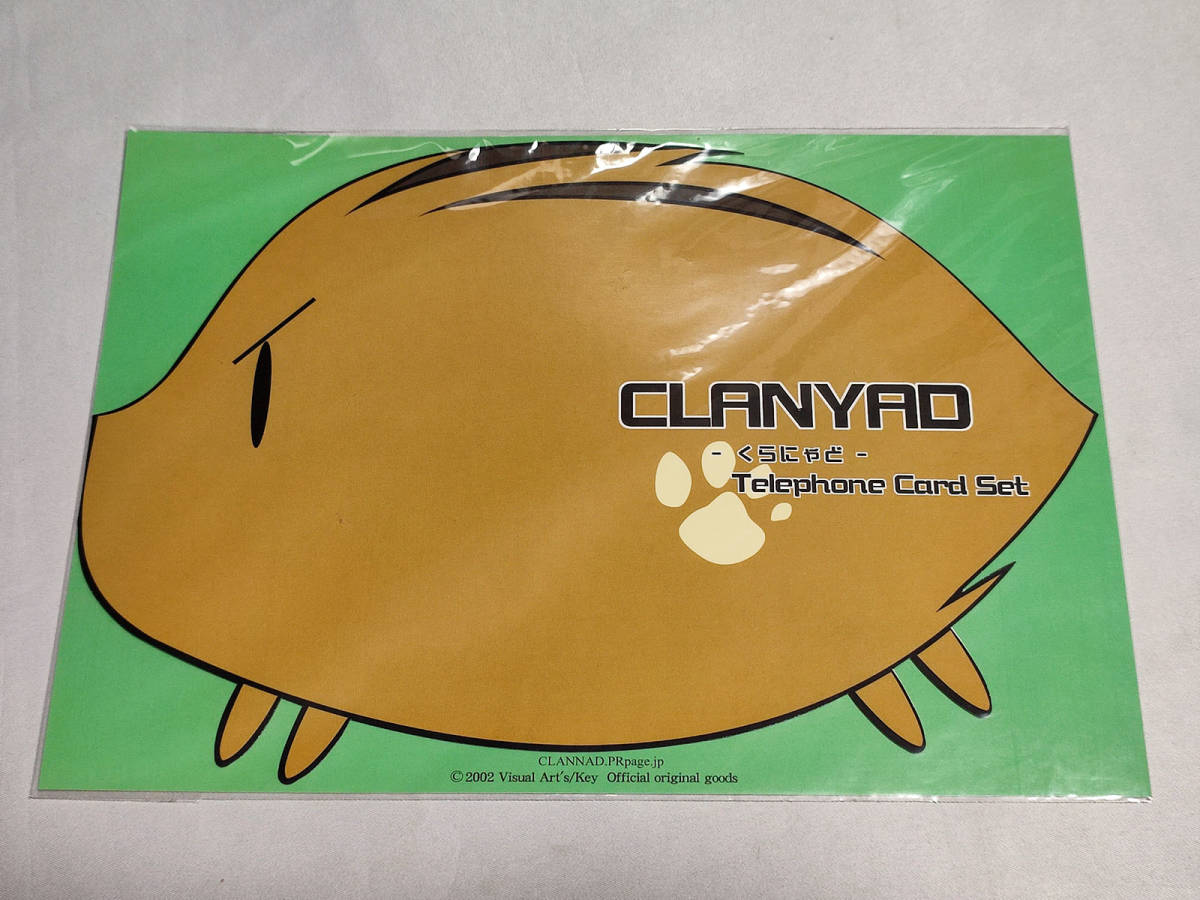 CLANYAD
- くらにゃど -
Telephone Card Set
CLANNAD.PRpage.jp
©2002 Visual Art's/Key Official original goods